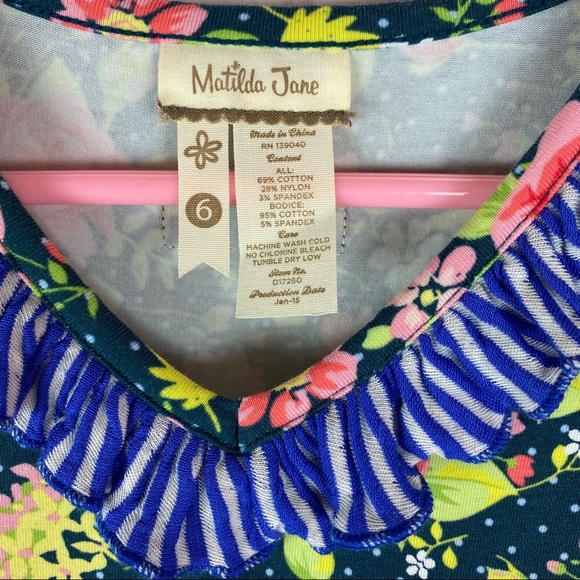 Matilda Jane
6
Made in China
RN 139040
Content
ALL:
69% COTTON
28% NYLON
3% SPANDEX
BODICE:
95% COTTON
5% SPANDEX
Care
MACHINE WASH COLD
NO CHLORINE BLEACH
TUMBLE DRY LOW
Item No.
D17260
Production Date
Jan-15